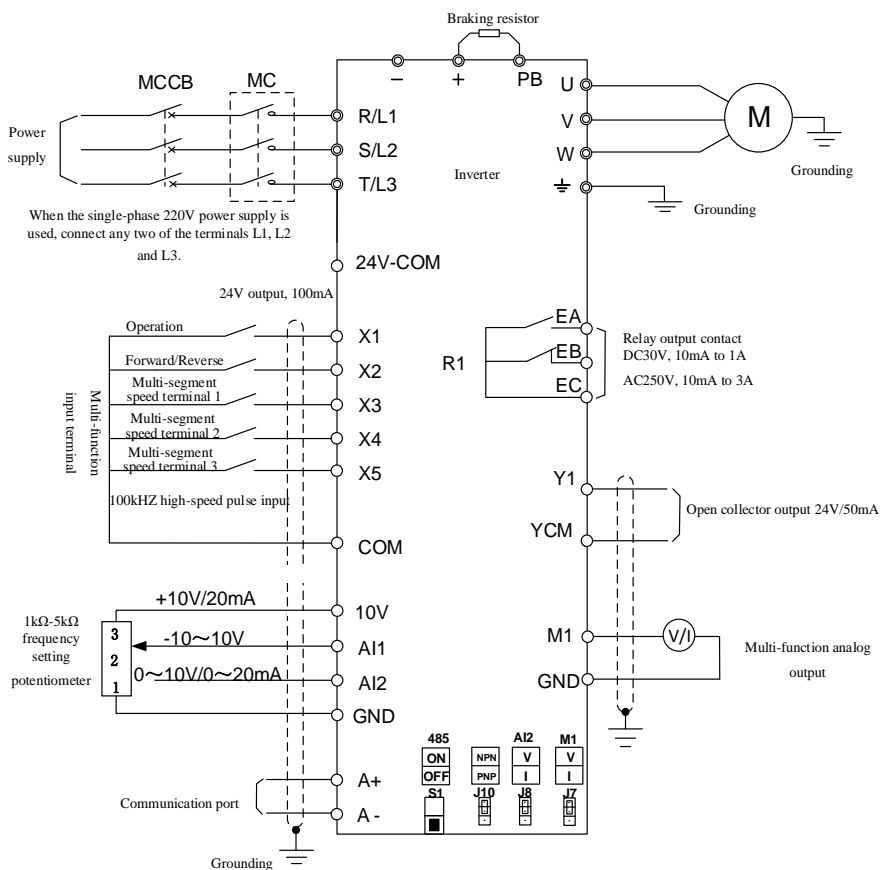 Braking resistor
−
+
PB
MCCB
MC
Power
supply
R/L1
S/L2
T/L3
U
V
W
M
Inverter
Grounding
Grounding
When the single-phase 220V power supply is
used, connect any two of the terminals L1, L2
and L3.
24V-COM
24V output, 100mA
Operation
X1
Forward/Reverse
X2
Multi-segment
speed terminal 1
X3
Multi-segment
speed terminal 2
X4
Multi-segment
speed terminal 3
X5
Multi-function
input terminal
100kHZ high-speed pulse input
COM
R1
EA
EB
EC
Relay output contact
DC30V, 10mA to 1A
AC250V, 10mA to 3A
Y1
YCM
Open collector output 24V/50mA
+10V/20mA
10V
1kΩ-5kΩ
frequency
setting
potentiometer
3
2
1
-10～10V
AI1
0～10V/0～20mA
AI2
GND
M1
V/I
GND
Multi-function analog
output
485
ON
OFF
S1
NPN
PNP
J10
AI2
V
I
J8
M1
V
I
J7
Communication port
A+
A -
Grounding